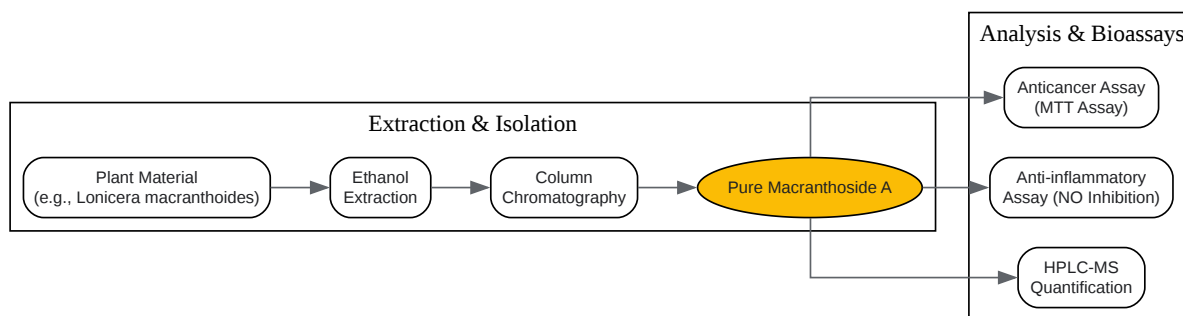 Analysis & Bioassays
Extraction & Isolation
Plant Material
(e.g., Lonicera macranthoides)
Ethanol
Extraction
Column
Chromatography
Pure Macranthoside A
Anticancer Assay
(MTT Assay)
Anti-inflammatory
Assay (NO Inhibition)
HPLC-MS
Quantification